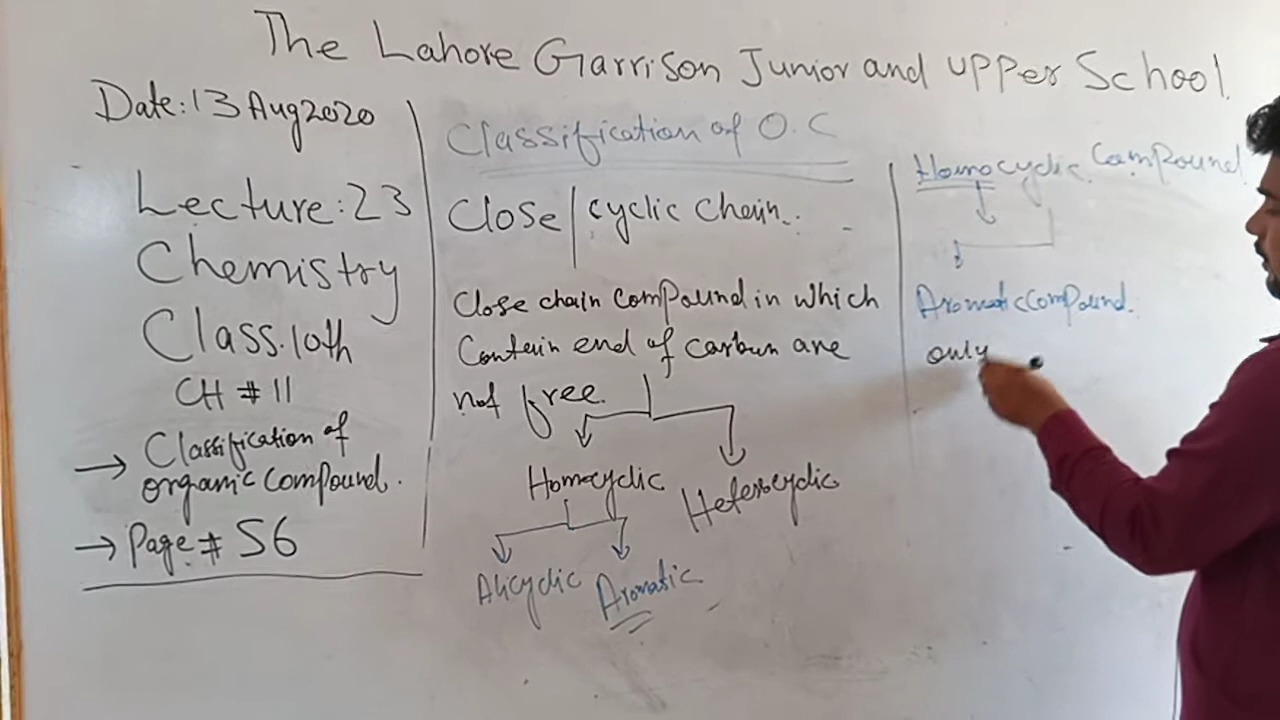 The Lahore Garrison Junior and upper School.
Date: 13 Aug 2020
Lecture: 23
Chemistry
Class. 10th
CH # 11
→ Classification of
organic Compound.
→ Page # 56
Classification of O.C
Close / cyclic Chain.
Close chain compound in which
Contain end of carbon are
not free.
Homocyclic
Heterocyclic
Alicyclic
Aromatic
Homocyclic Compound
Aromatic Compound.
only